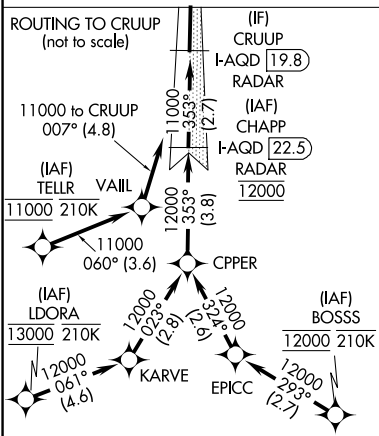 ROUTING TO CRUUP
(not to scale)
(IF)
CRUUP
I-AQD 19.8
RADAR
(IAF)
CHAPP
I-AQD 22.5
RADAR
12000
11000
353°
(2.7)
11000 to CRUUP
007° (4.8)
(IAF)
TELLR
11000 210K
VAIIL
11000
060° (3.6)
12000
353°
(3.8)
CPPER
(IAF)
LDORA
13000 210K
12000
061°
(4.6)
KARVE
12000
023°
(2.8)
12000
324°
(2.6)
EPICC
(IAF)
BOSSS
12000 210K
12000
293°
(2.7)